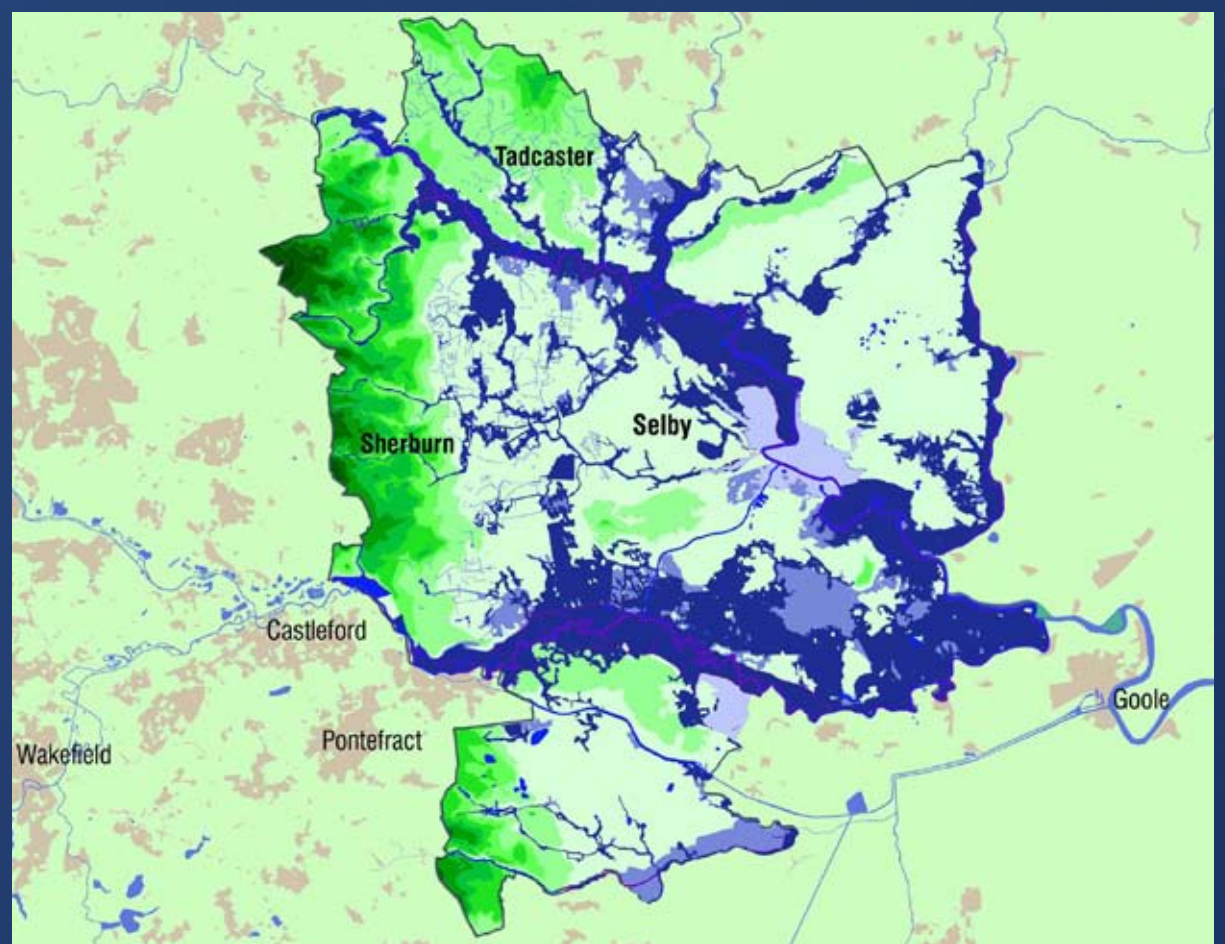 Tadcaster
Sherburn
Selby
Castleford
Pontefract
Wakefield
Goole